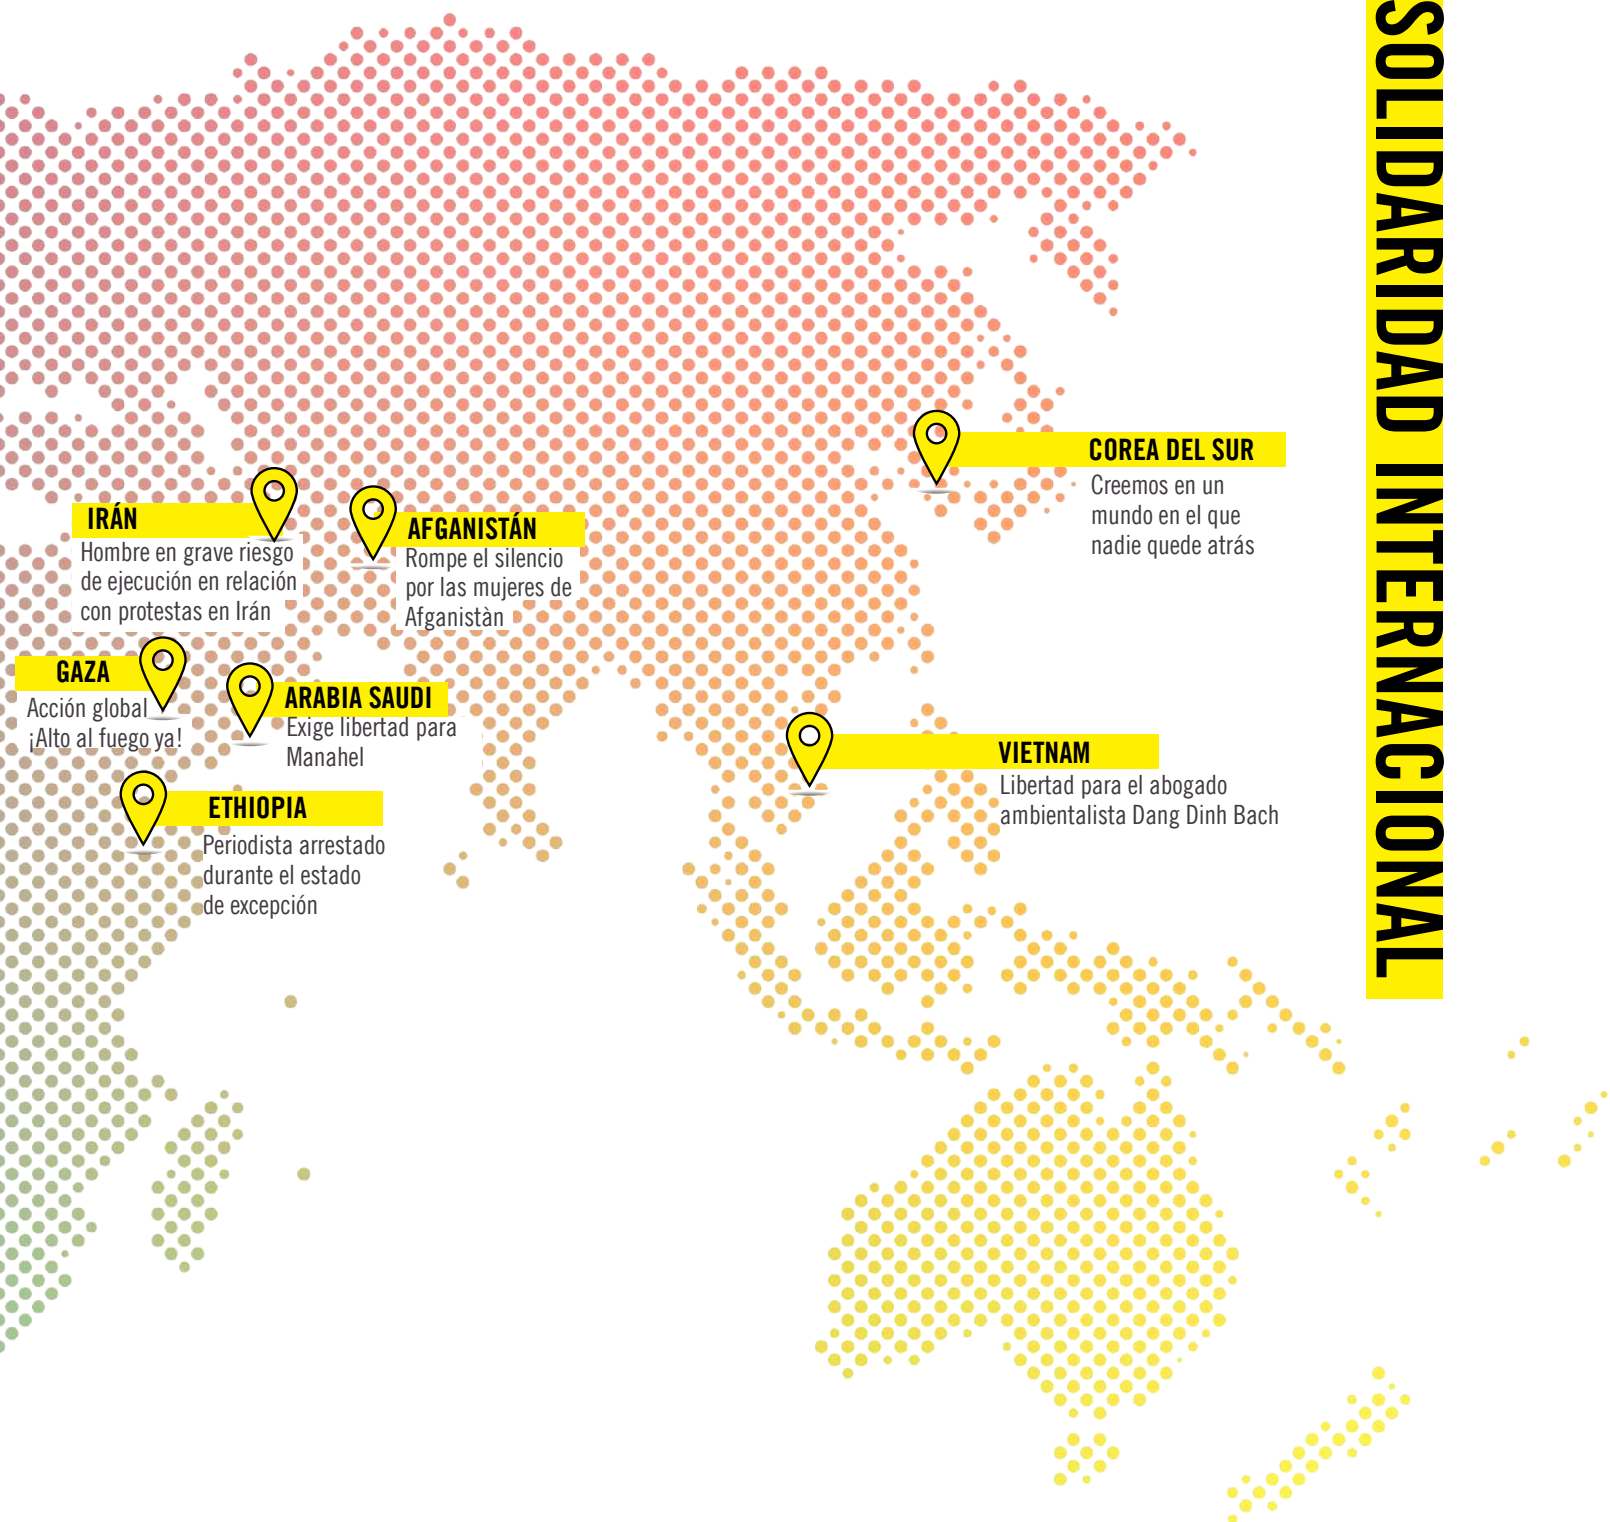 SOLIDARIDAD INTERNACIONAL
COREA DEL SUR
Creemos en un
mundo en el que
nadie quede atrás
IRÁN
Hombre en grave riesgo
de ejecución en relación
con protestas en Irán
AFGANISTÁN
Rompe el silencio
por las mujeres de
Afganistàn
GAZA
Acción global
¡Alto al fuego ya!
ARABIA SAUDI
Exige libertad para
Manahel
VIETNAM
Libertad para el abogado
ambientalista Dang Dinh Bach
ETHIOPIA
Periodista arrestado
durante el estado
de excepción